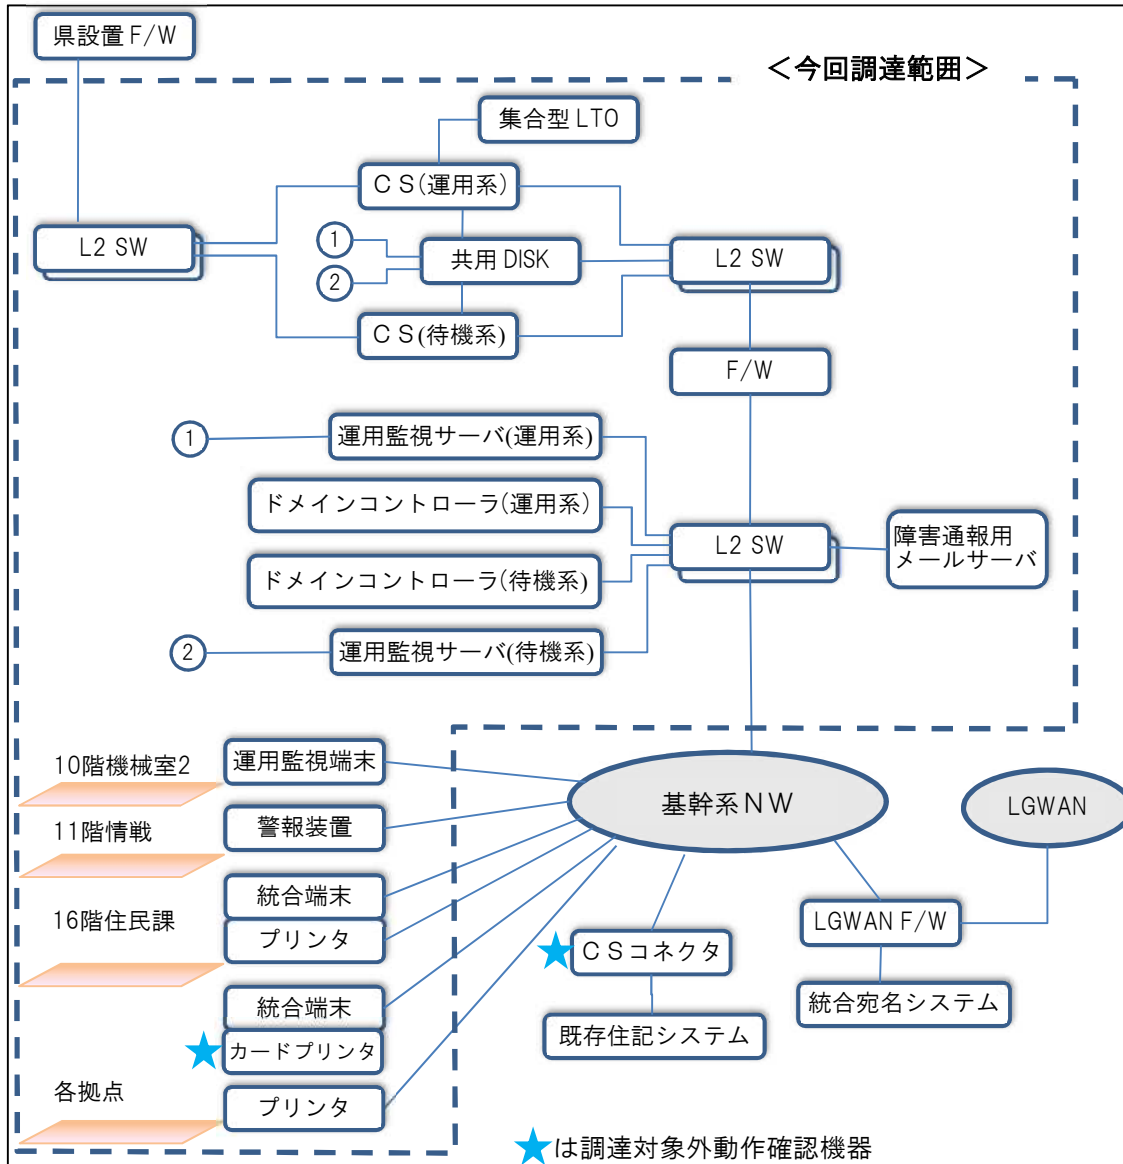 県設置 F/W
＜今回調達範囲＞
集合型 LTO
ＣＳ(運用系)
L2 SW
①
②
共用 DISK
L2 SW
ＣＳ(待機系)
F/W
①
運用監視サーバ(運用系)
ドメインコントローラ(運用系)
L2 SW
障害通報用
メールサーバ
ドメインコントローラ(待機系)
②
運用監視サーバ(待機系)
10階機械室2
運用監視端末
基幹系ＮＷ
LGWAN
11階情戦
警報装置
16階住民課
統合端末
プリンタ
LGWAN F/W
★
ＣＳコネクタ
統合端末
統合宛名システム
★
カードプリンタ
既存住記システム
各拠点
プリンタ
★は調達対象外動作確認機器